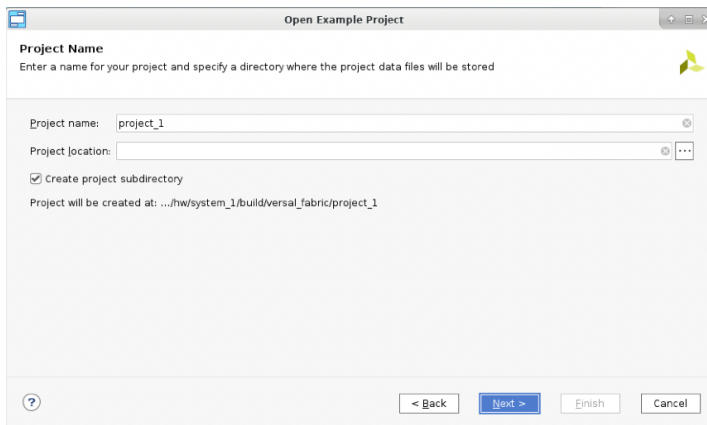 Open Example Project
Project Name
Enter a name for your project and specify a directory where the project data files will be stored
Project name: project_1
Project location:
Create project subdirectory
Project will be created at: .../hw/system_1/build/versal_fabric/project_1
? < Back Next > Finish Cancel